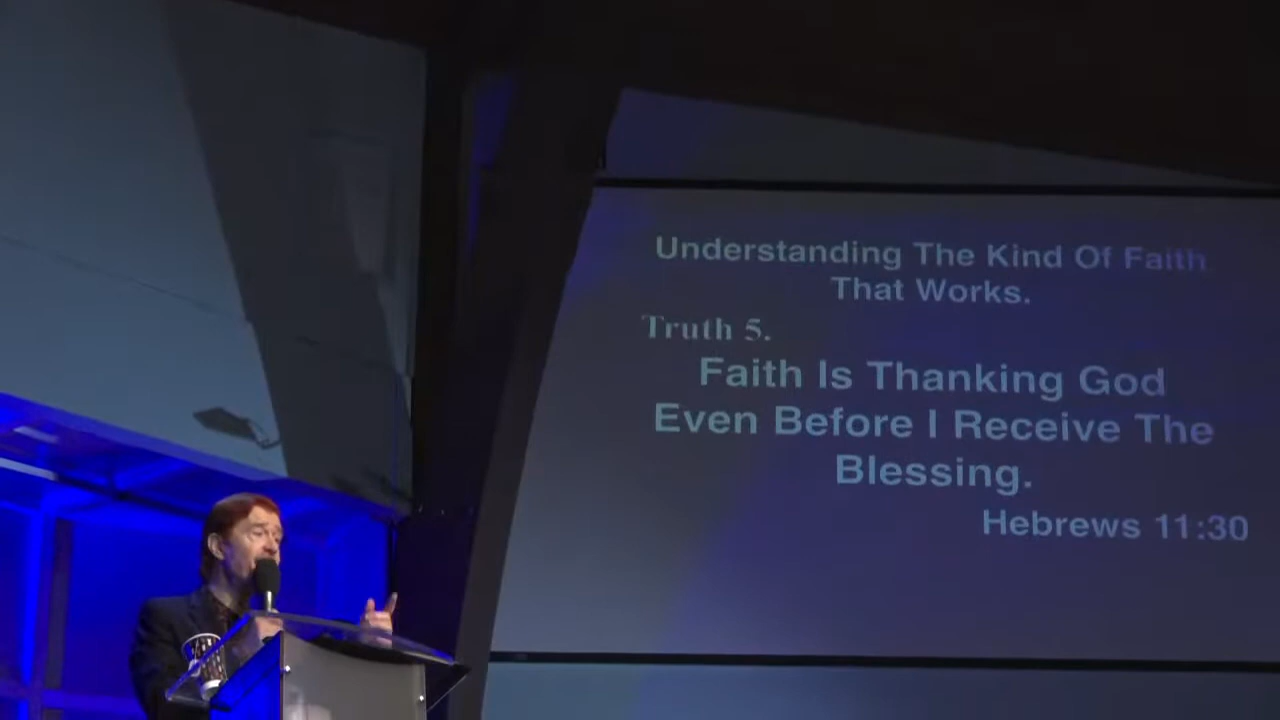 Understanding The Kind Of Faith
That Works.
Truth 5.
Faith Is Thanking God
Even Before I Receive The
Blessing.
Hebrews 11:30